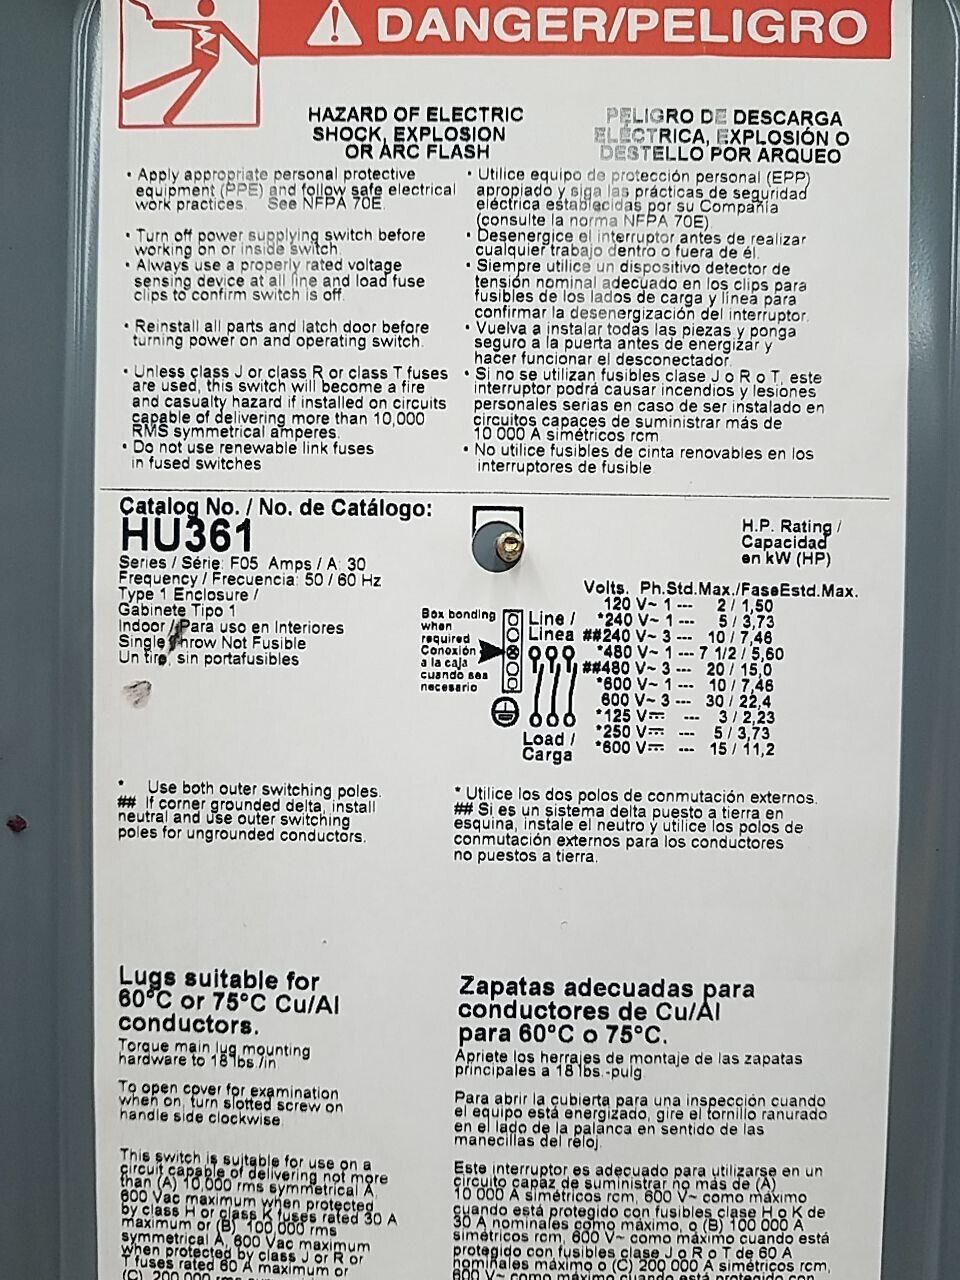 DANGER/PELIGRO
HAZARD OF ELECTRIC
SHOCK, EXPLOSION
OR ARC FLASH
• Apply appropriate personal protective
equipment (PPE) and follow safe electrical
work practices. See NFPA 70E.
• Turn off power supplying switch before
working on or inside switch.
• Always use a properly rated voltage
sensing device at all line and load fuse
clips to confirm switch is off.
• Reinstall all parts and latch door before
turning power on and operating switch.
• Unless class J or class R or class T fuses
are used, this switch will become a fire
and casualty hazard if installed on circuits
capable of delivering more than 10,000
RMS symmetrical amperes.
• Do not use renewable link fuses
in fused switches
PELIGRO DE DESCARGA
ELÉCTRICA, EXPLOSIÓN O
DESTELLO POR ARQUEO
• Utilice equipo de protección personal (EPP)
apropiado y siga las prácticas de seguridad
eléctrica establecidas por su Compañía
(consulte la norma NFPA 70E).
• Desenergice el interruptor antes de realizar
cualquier trabajo dentro o fuera de él.
• Siempre utilice un dispositivo detector de
tensión nominal adecuado en los clips para
fusibles de los lados de carga y línea para
confirmar la desenergización del interruptor.
• Vuelva a instalar todas las piezas y ponga
seguro a la puerta antes de energizar y
hacer funcionar el desconectador.
• Si no se utilizan fusibles clase J o R o T, este
interruptor podrá causar incendios y lesiones
personales serias en caso de ser instalado en
circuitos capaces de suministrar más de
10 000 A simétricos rcm
• No utilice fusibles de cinta renovables en los
interruptores de fusible
Catalog No. / No. de Catálogo:
HU361
Series / Série: F05 Amps / A: 30
Frequency / Frecuencia: 50 / 60 Hz
Type 1 Enclosure /
Gabinete Tipo 1
Indoor / Para uso en Interiores
Single Throw Not Fusible
Un tiro, sin portafusibles
Box bonding
when
required
Conexión
a la caja
cuando sea
necesario
Line /
Linea
Load /
Carga
H.P. Rating /
Capacidad
en kW (HP)
Volts. Ph.Std.Max./FaseEstd.Max.
120 V~ 1 --- 2 / 1,50
*240 V~ 1 --- 5 / 3,73
##240 V~ 3 --- 10 / 7,46
*480 V~ 1 --- 7 1/2 / 5,60
##480 V~ 3 --- 20 / 15,0
*600 V~ 1 --- 10 / 7,46
600 V~ 3 --- 30 / 22,4
*125 V⎓ --- 3 / 2,23
*250 V⎓ --- 5 / 3,73
*600 V⎓ --- 15 / 11,2
* Use both outer switching poles.
## If corner grounded delta, install
neutral and use outer switching
poles for ungrounded conductors.
* Utilice los dos polos de conmutación externos.
## Si es un sistema delta puesto a tierra en
esquina, instale el neutro y utilice los polos de
conmutación externos para los conductores
no puestos a tierra.
Lugs suitable for
60°C or 75°C Cu/Al
conductors.
Torque main lug mounting
hardware to 18 lbs./in.
To open cover for examination
when on, turn slotted screw on
handle side clockwise.
This switch is suitable for use on a
circuit capable of delivering not more
than (A) 10,000 rms symmetrical A,
600 Vac maximum when protected
by class H or class K fuses rated 30 A
maximum or (B) 100 000 rms
symmetrical A, 600 Vac maximum
when protected by class J or R or
T fuses rated 60 A maximum or
(C) 200 000 rms
Zapatas adecuadas para
conductores de Cu/Al
para 60°C o 75°C.
Apriete los herrajes de montaje de las zapatas
principales a 18 lbs.-pulg.
Para abrir la cubierta para una inspección cuando
el equipo está energizado, gire el tornillo ranurado
en el lado de la palanca en sentido de las
manecillas del reloj.
Este interruptor es adecuado para utilizarse en un
circuito capaz de suministrar no más de (A)
10 000 A simétricos rcm, 600 V~ como máximo
cuando está protegido con fusibles clase H o K de
30 A nominales como máximo, o (B) 100 000 A
simétricos rcm, 600 V~ como máximo cuando está
protegido con fusibles clase J o R o T de 60 A
nominales máximo o (C) 200 000 A simétricos rcm,
600 V~ como máximo cuando está protegido con